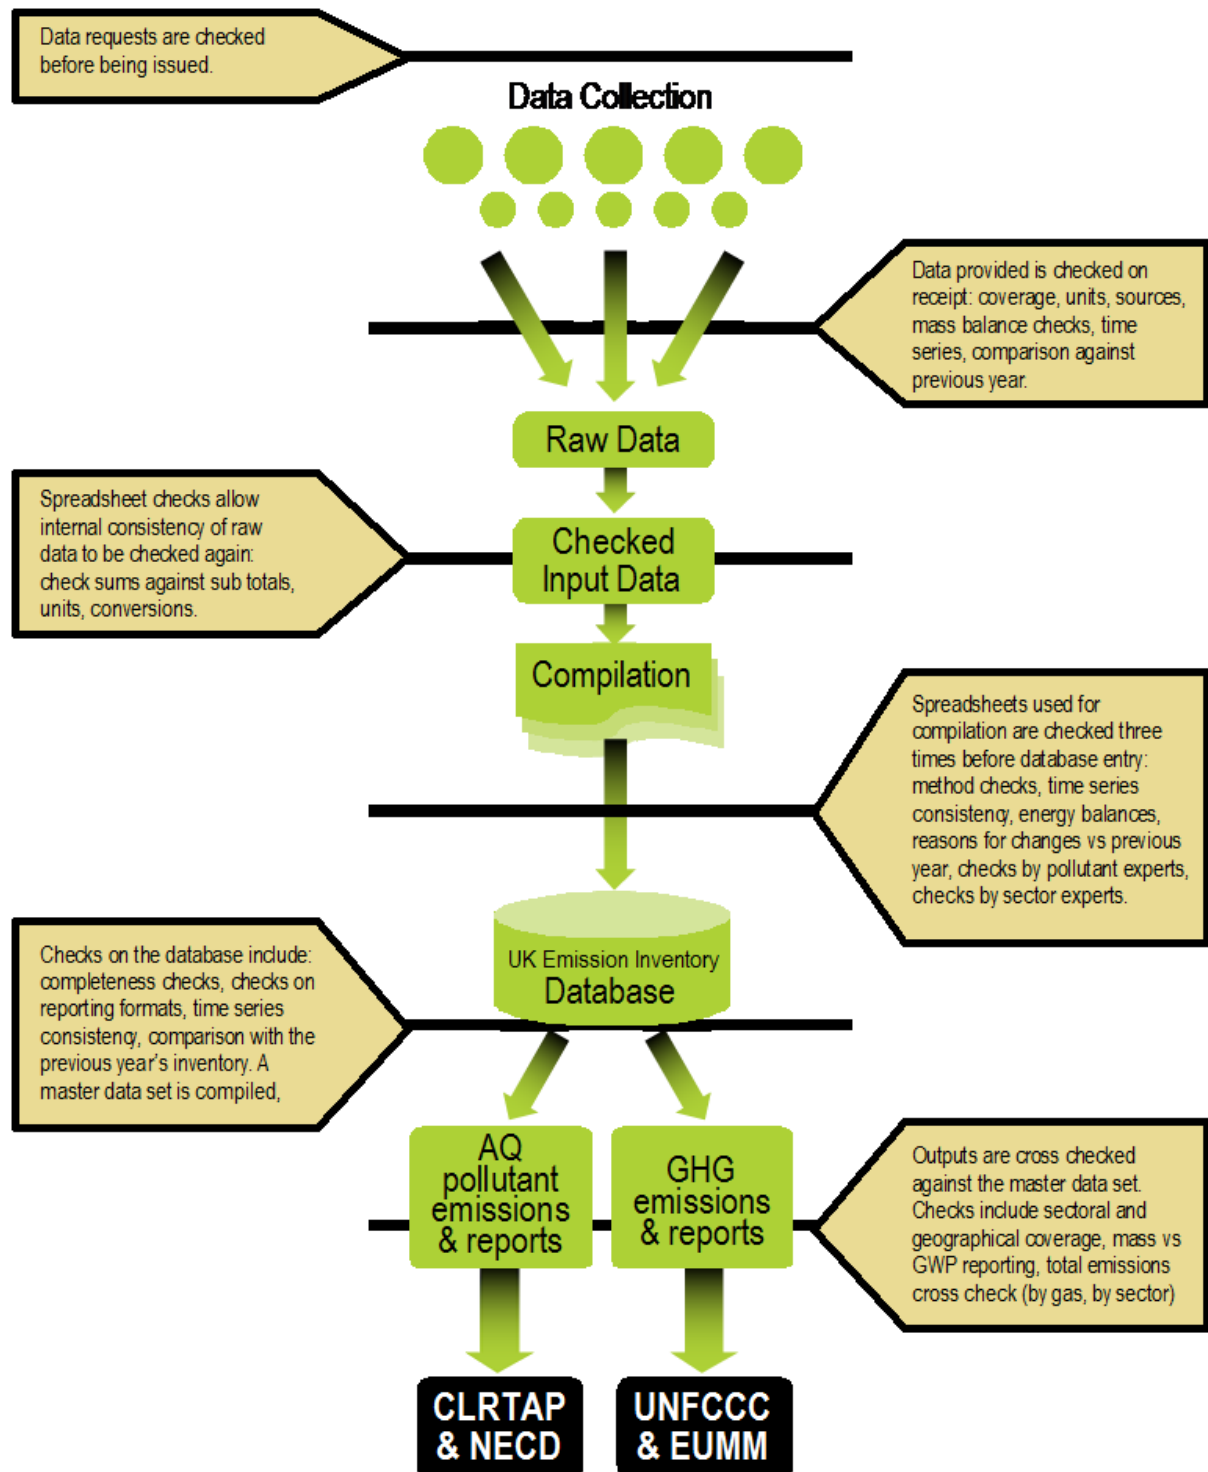 Data requests are checked
before being issued.
Data Collection
Data provided is checked on
receipt: coverage, units, sources,
mass balance checks, time
series, comparison against
previous year.
Raw Data
Spreadsheet checks allow
internal consistency of raw
data to be checked again:
check sums against sub totals,
units, conversions.
Checked
Input Data
Compilation
Spreadsheets used for
compilation are checked three
times before database entry:
method checks, time series
consistency, energy balances,
reasons for changes vs previous
year, checks by pollutant experts,
checks by sector experts.
UK Emission Inventory
Database
Checks on the database include:
completeness checks, checks on
reporting formats, time series
consistency, comparison with the
previous year's inventory. A
master data set is compiled,
AQ
pollutant
emissions
& reports
GHG
emissions
& reports
Outputs are cross checked
against the master data set.
Checks include sectoral and
geographical coverage, mass vs
GWP reporting, total emissions
cross check (by gas, by sector)
CLRTAP
& NECD
UNFCCC
& EUMM